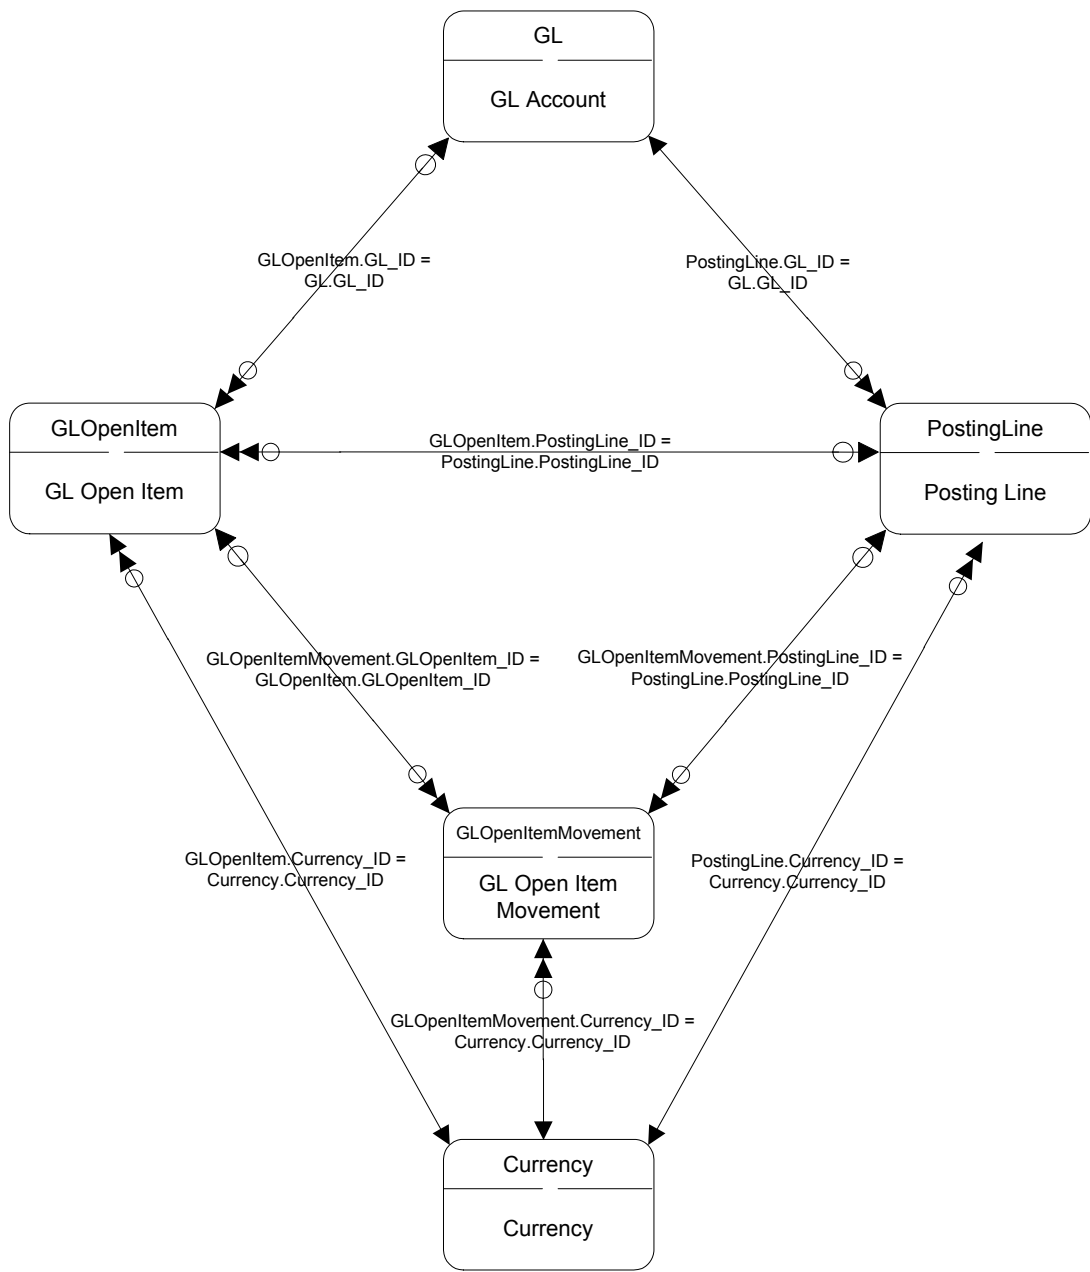 GL
GL Account
GLOpenItem.GL_ID =
GL.GL_ID
PostingLine.GL_ID =
GL.GL_ID
GLOpenItem
GL Open Item
GLOpenItem.PostingLine_ID =
PostingLine.PostingLine_ID
PostingLine
Posting Line
GLOpenItemMovement.GLOpenItem_ID =
GLOpenItem.GLOpenItem_ID
GLOpenItemMovement.PostingLine_ID =
PostingLine.PostingLine_ID
GLOpenItemMovement
GL Open Item
Movement
GLOpenItem.Currency_ID =
Currency.Currency_ID
PostingLine.Currency_ID =
Currency.Currency_ID
GLOpenItemMovement.Currency_ID =
Currency.Currency_ID
Currency
Currency